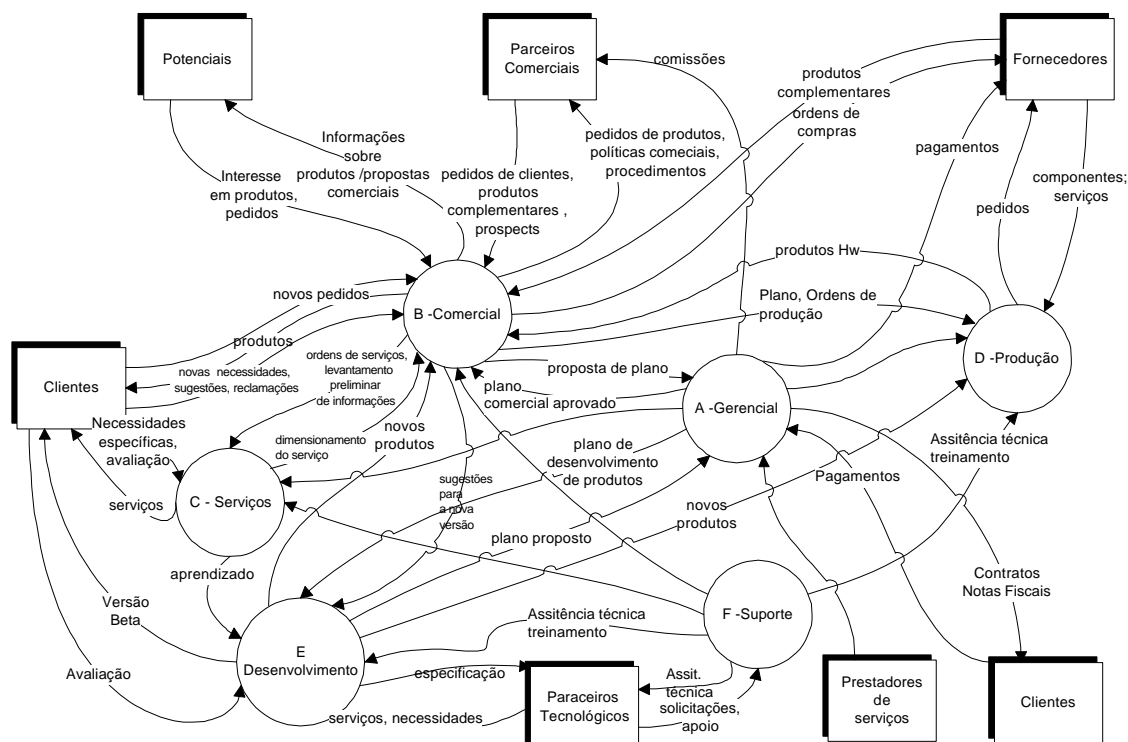 Potenciais
Parceiros
Comerciais
comissões
Fornecedores
produtos
complementares
ordens de
compras
Informações
sobre
produtos /propostas
comerciais
pedidos de produtos,
políticas comeciais,
procedimentos
pagamentos
Interesse
em produtos,
pedidos
pedidos de clientes,
produtos
complementares ,
prospects
componentes;
serviços
pedidos
produtos Hw
novos pedidos
B -Comercial
Plano, Ordens de
produção
produtos
D -Produção
Clientes
novas necessidades,
sugestões, reclamações
ordens de serviços,
levantamento
preliminar
de informações
proposta de plano
plano
comercial aprovado
A -Gerencial
Necessidades
específicas,
avaliação
novos
produtos
dimensionamento
do serviço
plano de
desenvolvimento
de produtos
Assitência técnica
treinamento
Pagamentos
C - Serviços
serviços
sugestões
para
a nova
versão
novos
produtos
plano proposto
aprendizado
Contratos
Notas Fiscais
Versão
Beta
F -Suporte
Assitência técnica
treinamento
E
Desenvolvimento
Avaliação
especificação
Assit.
técnica
solicitações,
apoio
Paraceiros
Tecnológicos
Prestadores
de
serviços
Clientes
serviços, necessidades